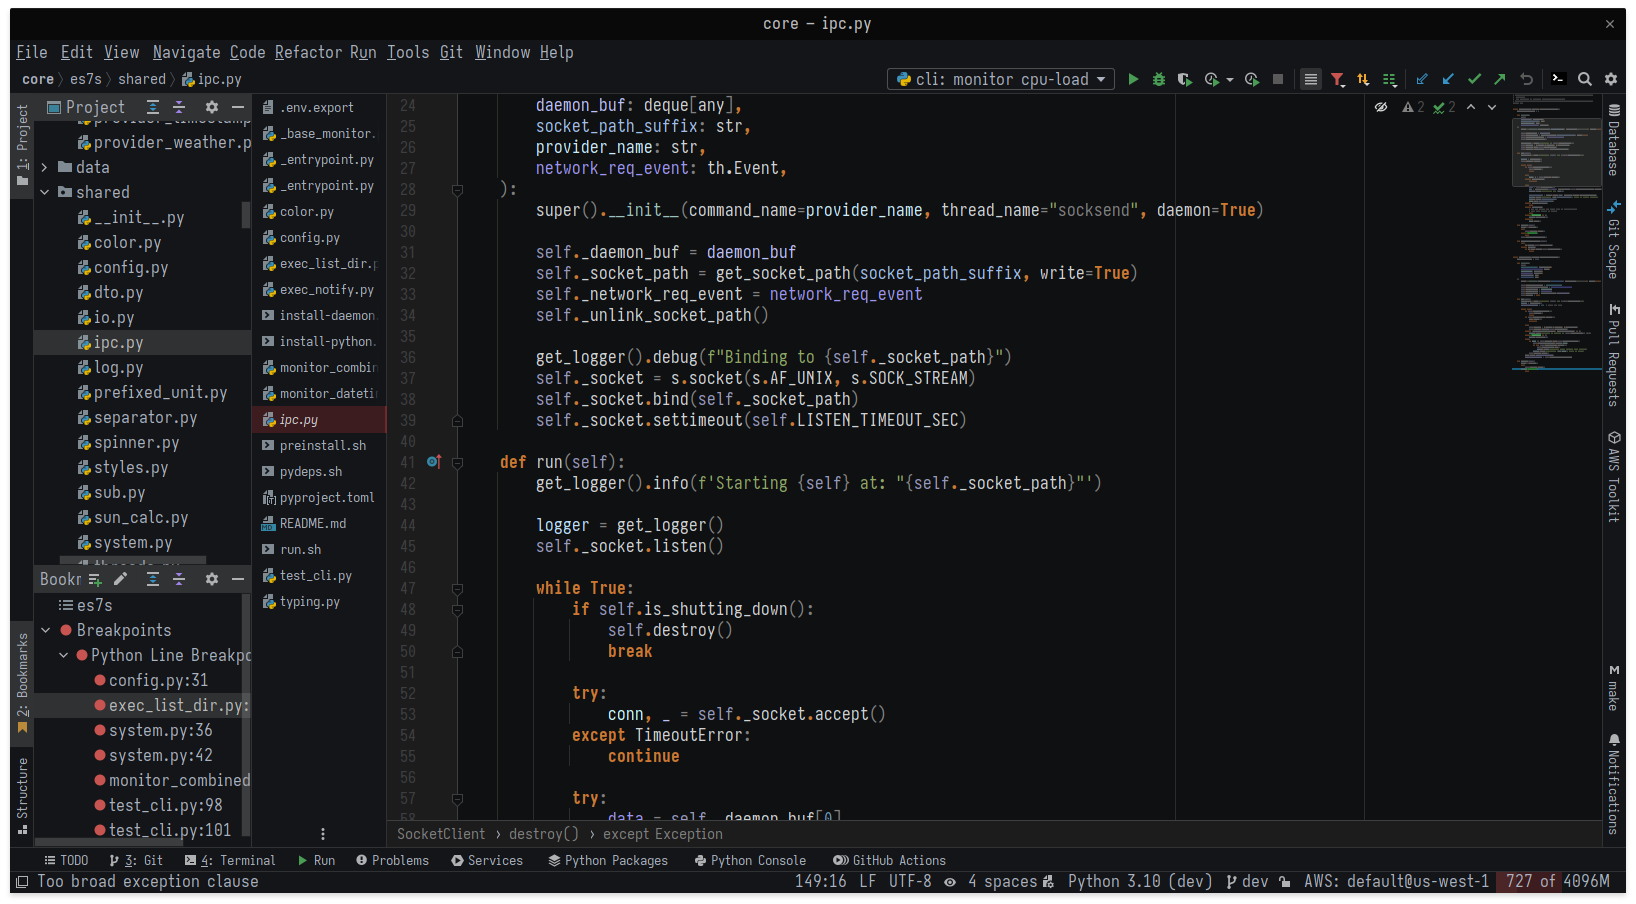 core – ipc.py
File Edit View Navigate Code Refactor Run Tools Git Window Help
core es7s shared ipc.py
cli: monitor cpu-load
1: Project
Project
provider_weather.p
data
shared
__init__.py
color.py
config.py
dto.py
io.py
ipc.py
log.py
prefixed_unit.py
separator.py
spinner.py
styles.py
sub.py
sun_calc.py
system.py
2: Bookmarks
Structure
Bookr
es7s
Breakpoints
Python Line Breakpo
config.py:31
exec_list_dir.py:
system.py:36
system.py:42
monitor_combined
test_cli.py:98
test_cli.py:101
.env.export
_base_monitor.
_entrypoint.py
_entrypoint.py
color.py
config.py
exec_list_dir.p
exec_notify.py
install-daemon
install-python.
monitor_combin
monitor_dateti
ipc.py
preinstall.sh
pydeps.sh
pyproject.toml
README.md
run.sh
test_cli.py
typing.py
24 daemon_buf: deque[any],
25 socket_path_suffix: str,
26 provider_name: str,
27 network_req_event: th.Event,
28 ):
29 super().__init__(command_name=provider_name, thread_name="socksend", daemon=True)
30
31 self._daemon_buf = daemon_buf
32 self._socket_path = get_socket_path(socket_path_suffix, write=True)
33 self._network_req_event = network_req_event
34 self._unlink_socket_path()
35
36 get_logger().debug(f"Binding to {self._socket_path}")
37 self._socket = s.socket(s.AF_UNIX, s.SOCK_STREAM)
38 self._socket.bind(self._socket_path)
39 self._socket.settimeout(self.LISTEN_TIMEOUT_SEC)
40
41 def run(self):
42 get_logger().info(f'Starting {self} at: "{self._socket_path}"')
43
44 logger = get_logger()
45 self._socket.listen()
46
47 while True:
48 if self.is_shutting_down():
49 self.destroy()
50 break
51
52 try:
53 conn, _ = self._socket.accept()
54 except TimeoutError:
55 continue
56
57 try:
58 data = self._daemon_buf[0]
2 2
Database
Git Scope
Pull Requests
AWS Toolkit
make
Notifications
SocketClient › destroy() › except Exception
TODO 3: Git 4: Terminal Run Problems Services Python Packages Python Console GitHub Actions
Too broad exception clause 149:16 LF UTF-8 4 spaces Python 3.10 (dev) dev AWS: default@us-west-1 727 of 4096M